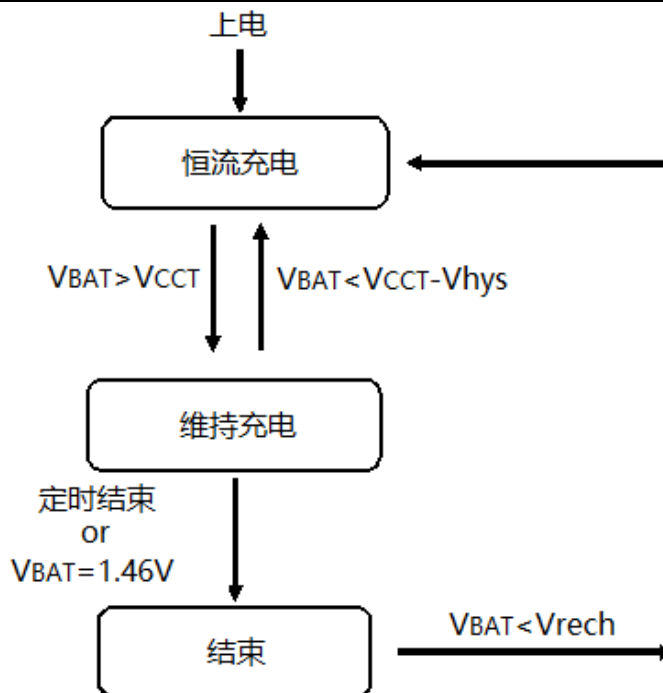 上电
恒流充电
VBAT>VCCT
VBAT<VCCT-Vhys
维持充电
定时结束
or
VBAT=1.46V
结束
VBAT<Vrech